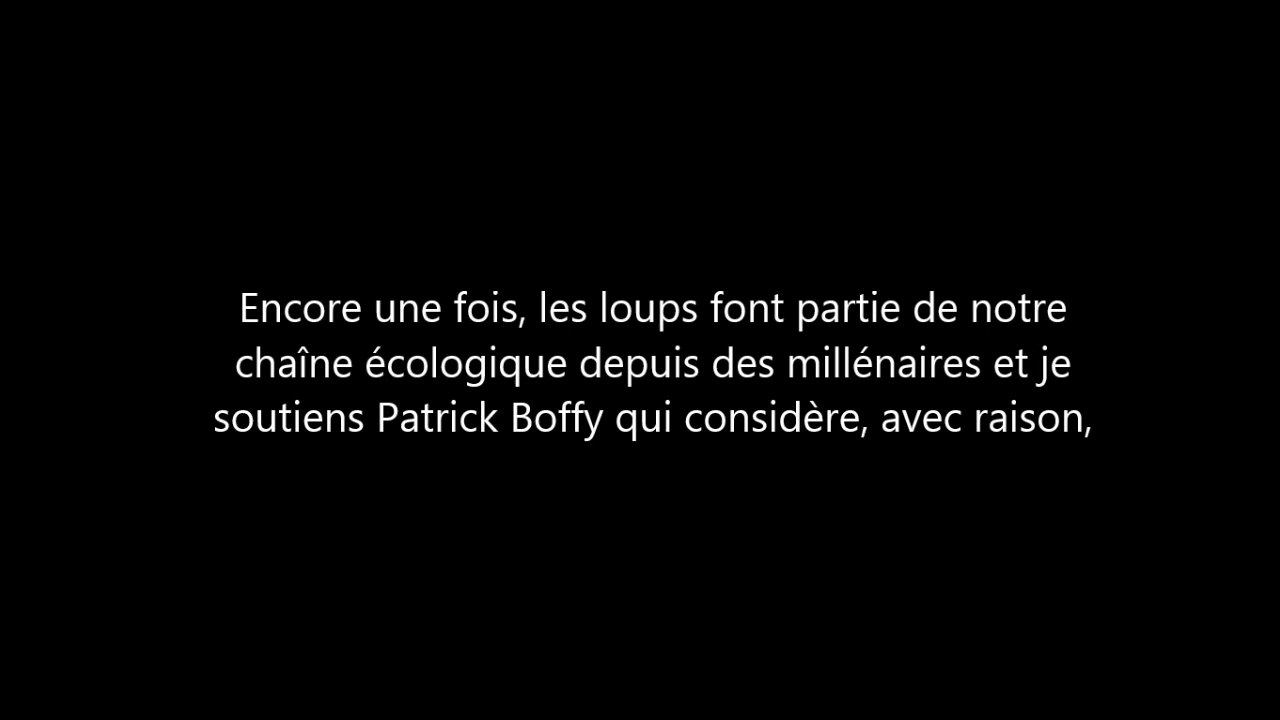 Encore une fois, les loups font partie de notre
chaîne écologique depuis des millénaires et je
soutiens Patrick Boffy qui considère, avec raison,